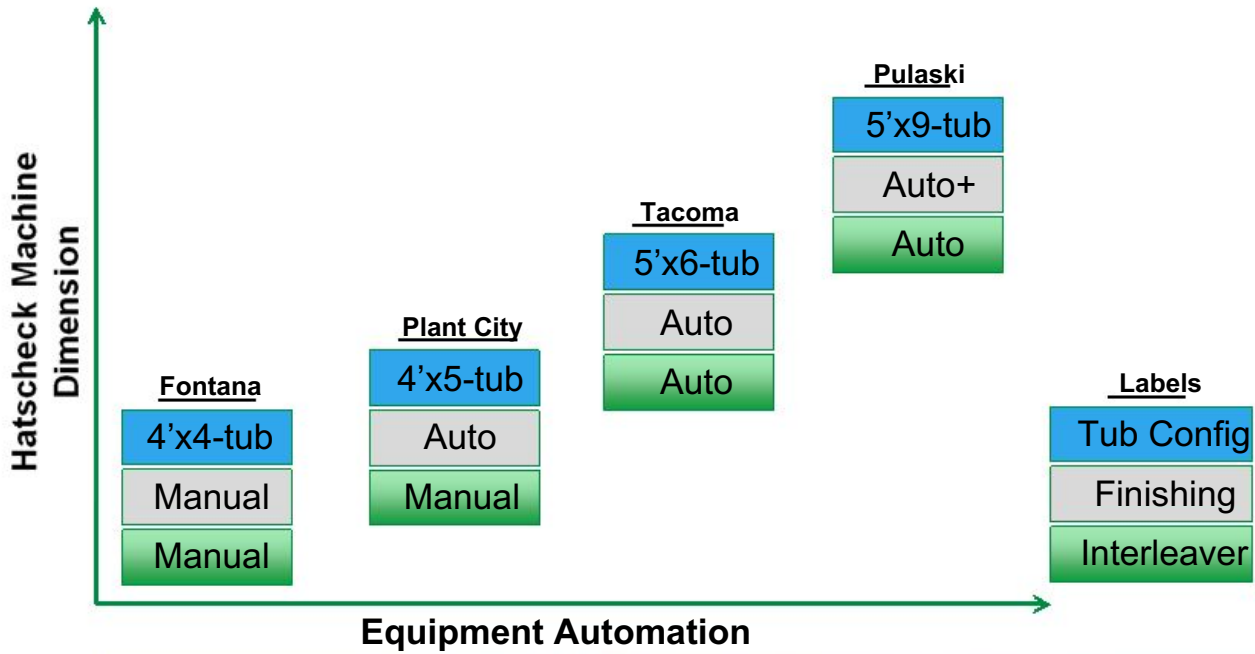 Hatscheck Machine
Dimension
Fontana
4’x4-tub
Manual
Manual
Plant City
4’x5-tub
Auto
Manual
Tacoma
5’x6-tub
Auto
Auto
Pulaski
5’x9-tub
Auto+
Auto
Labels
Tub Config
Finishing
Interleaver
Equipment Automation